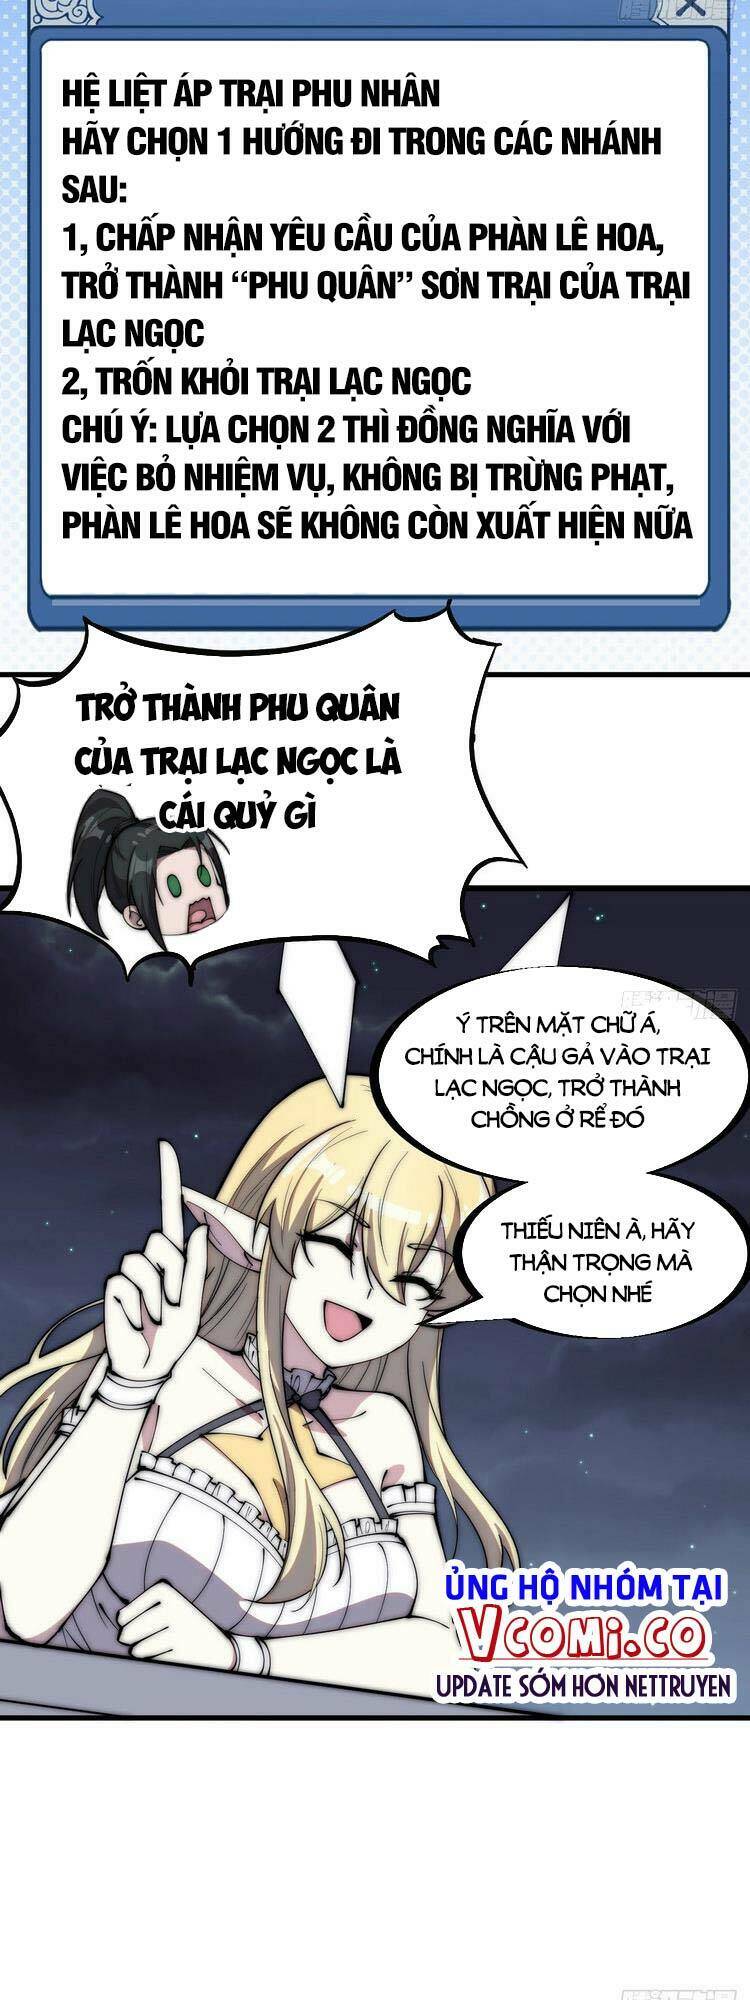 HỆ LIỆT ÁP TRẠI PHU NHÂN
HÃY CHỌN 1 HƯỚNG ĐI TRONG CÁC NHÁNH
SAU:
1, CHẤP NHẬN YÊU CẦU CỦA PHÀN LÊ HOA,
TRỞ THÀNH “PHU QUÂN” SƠN TRẠI CỦA TRẠI
LẠC NGỌC
2, TRỐN KHỎI TRẠI LẠC NGỌC
CHÚ Ý: LỰA CHỌN 2 THÌ ĐỒNG NGHĨA VỚI
VIỆC BỎ NHIỆM VỤ, KHÔNG BỊ TRỪNG PHẠT,
PHÀN LÊ HOA SẼ KHÔNG CÒN XUẤT HIỆN NỮA
TRỞ THÀNH PHU QUÂN
CỦA TRẠI LẠC NGỌC LÀ
CÁI QUỶ GÌ
Ý TRÊN MẶT CHỮ Á,
CHÍNH LÀ CẬU GẢ VÀO TRẠI
LẠC NGỌC, TRỞ THÀNH
CHỒNG Ở RỂ ĐÓ
THIẾU NIÊN À, HÃY
THẬN TRỌNG MÀ
CHỌN NHÉ
ỦNG HỘ NHÓM TẠI
VCOMI.CO
UPDATE SỚM HƠN NETTRUYEN